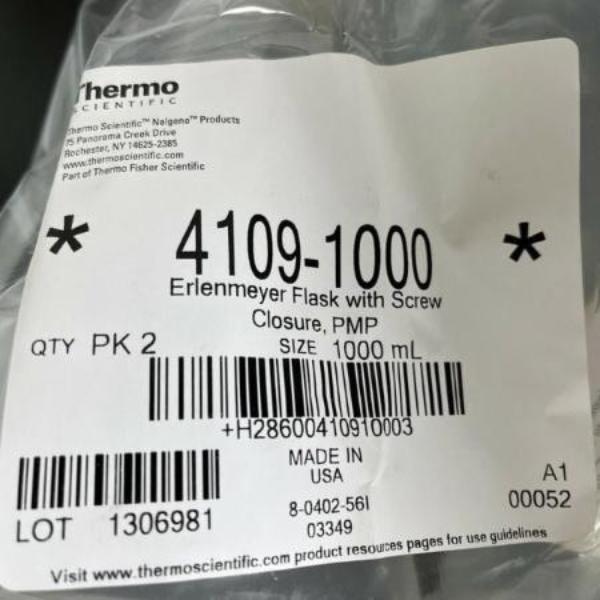 Thermo
SCIENTIFIC
Thermo Scientific™ Nalgene™ Products
75 Panorama Creek Drive
Rochester, NY 14625-2385
www.thermoscientific.com
Part of Thermo Fisher Scientific
* 4109-1000 *
Erlenmeyer Flask with Screw
Closure, PMP
QTY PK 2 SIZE 1000 mL
+H28600410910003
MADE IN
USA
A1
LOT 1306981
8-0402-56I
00052
03349
Visit www.thermoscientific.com product resources pages for use guidelines